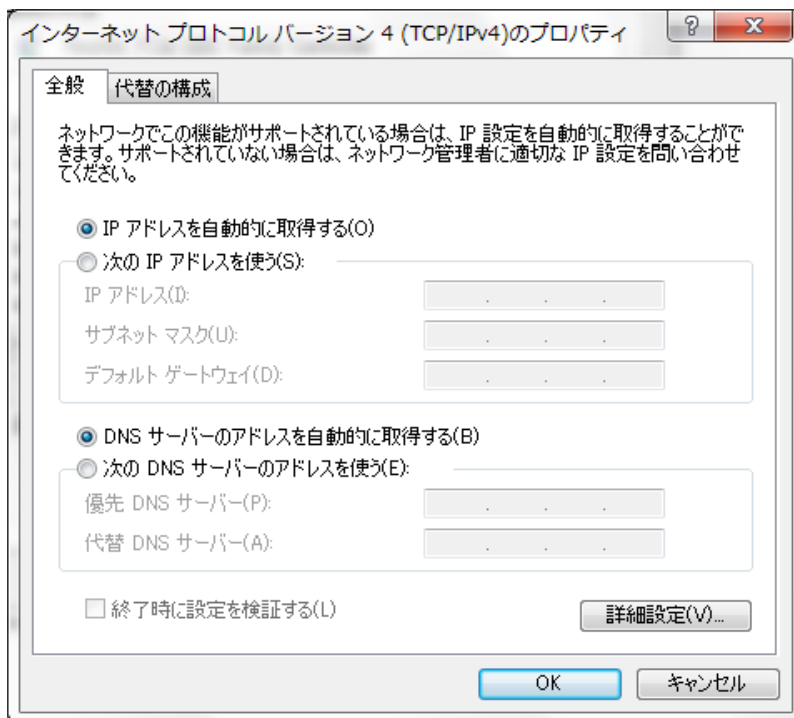 インターネット プロトコル バージョン 4 (TCP/IPv4)のプロパティ
全般
代替の構成
ネットワークでこの機能がサポートされている場合は、IP 設定を自動的に取得することがで
きます。サポートされていない場合は、ネットワーク管理者に適切な IP 設定を問い合わせ
てください。
IP アドレスを自動的に取得する(O)
次の IP アドレスを使う(S):
IP アドレス(I):
サブネット マスク(U):
デフォルト ゲートウェイ(D):
DNS サーバーのアドレスを自動的に取得する(B)
次の DNS サーバーのアドレスを使う(E):
優先 DNS サーバー(P):
代替 DNS サーバー(A):
終了時に設定を検証する(L)
詳細設定(V)...
OK
キャンセル